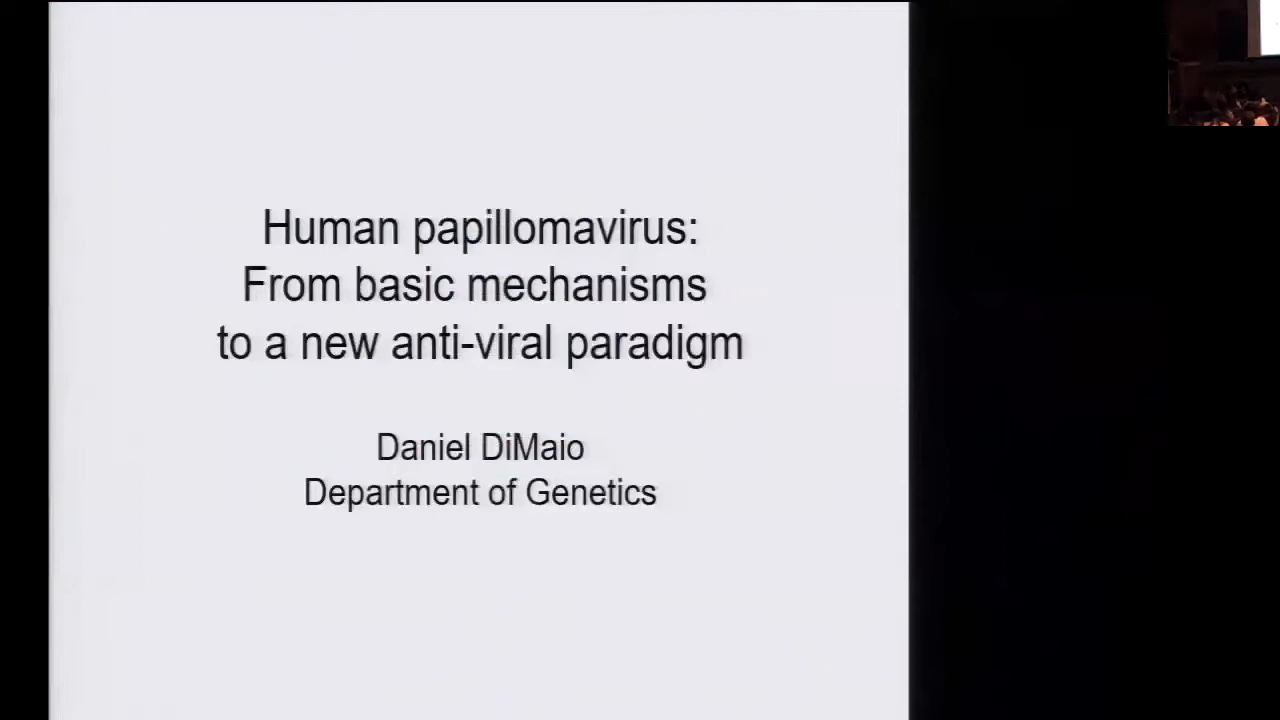 Human papillomavirus:
From basic mechanisms
to a new anti-viral paradigm
Daniel DiMaio
Department of Genetics